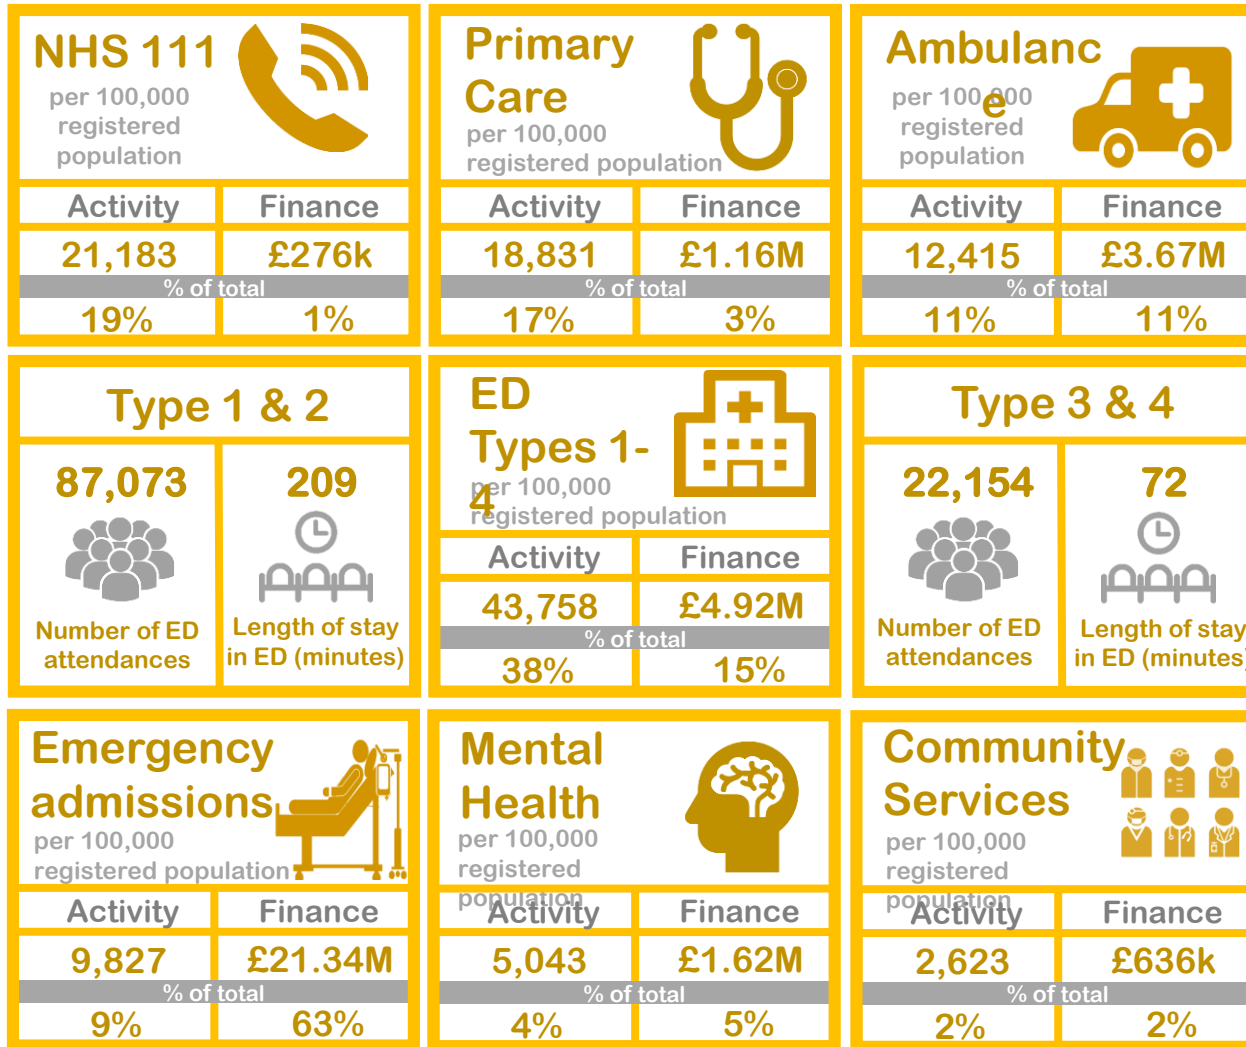 NHS 111
per 100,000
registered
population
Activity
Finance
21,183
£276k
% of total
19%
1%
Primary
Care
per 100,000
registered population
Activity
Finance
18,831
£1.16M
% of total
17%
3%
Ambulanc
e
per 100,000
registered
population
Activity
Finance
12,415
£3.67M
% of total
11%
11%
Type 1 & 2
87,073
209
Number of ED
attendances
Length of stay
in ED (minutes)
ED
Types 1-
4
per 100,000
registered population
Activity
Finance
43,758
£4.92M
% of total
38%
15%
Type 3 & 4
22,154
72
Number of ED
attendances
Length of stay
in ED (minutes)
Emergency
admissions
per 100,000
registered population
Activity
Finance
9,827
£21.34M
% of total
9%
63%
Mental
Health
per 100,000
registered
population
Activity
Finance
5,043
£1.62M
% of total
4%
5%
Community
Services
per 100,000
registered
population
Activity
Finance
2,623
£636k
% of total
2%
2%